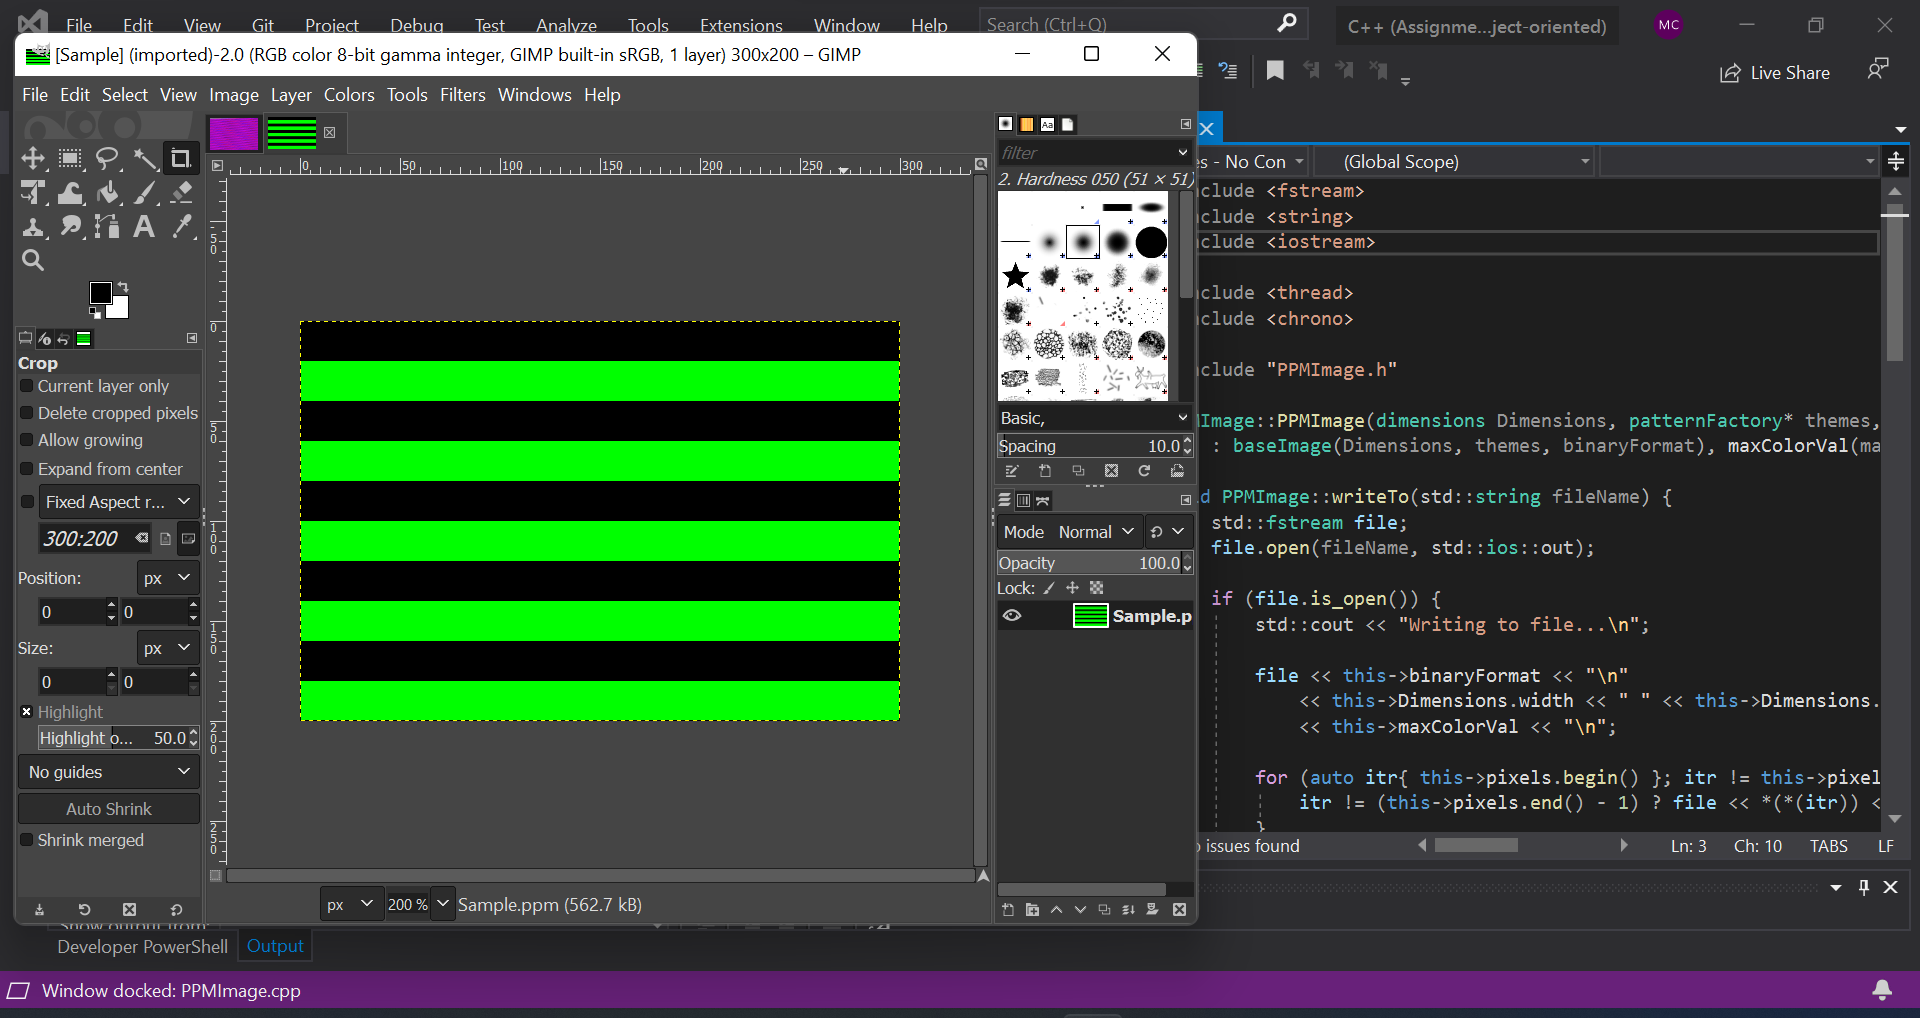 File Edit View Git Project Debug Test Analyze Tools Extensions Window Help Search (Ctrl+Q) C++ (Assignme...ject-oriented) MC
[Sample] (imported)-2.0 (RGB color 8-bit gamma integer, GIMP built-in sRGB, 1 layer) 300x200 – GIMP
Live Share
File Edit Select View Image Layer Colors Tools Filters Windows Help
filter
2. Hardness 050 (51 × 51)
0 50 100 150 200 250 300
0
50
100
150
200
250
Crop
Current layer only
Delete cropped pixels
Allow growing
Expand from center
Fixed Aspect r...
300:200
Position: px
0 0
Size: px
0 0
Highlight
Highlight o... 50.0
No guides
Auto Shrink
Shrink merged
px 200 % Sample.ppm (562.7 kB)
Aa
Basic,
Spacing 10.0
Mode Normal
Opacity 100.0
Lock:
Sample.p
es - No Con (Global Scope)
clude <fstream>
clude <string>
clude <iostream>
clude <thread>
clude <chrono>
clude "PPMImage.h"
MImage::PPMImage(dimensions Dimensions, patternFactory* themes,
: baseImage(Dimensions, themes, binaryFormat), maxColorVal(ma
d PPMImage::writeTo(std::string fileName) {
std::fstream file;
file.open(fileName, std::ios::out);
if (file.is_open()) {
std::cout << "Writing to file...\n";
file << this->binaryFormat << "\n"
<< this->Dimensions.width << " " << this->Dimensions.
<< this->maxColorVal << "\n";
for (auto itr{ this->pixels.begin() }; itr != this->pixel
itr != (this->pixels.end() - 1) ? file << *(*(itr)) <
}
issues found Ln: 3 Ch: 10 TABS LF
Developer PowerShell Output
Window docked: PPMImage.cpp